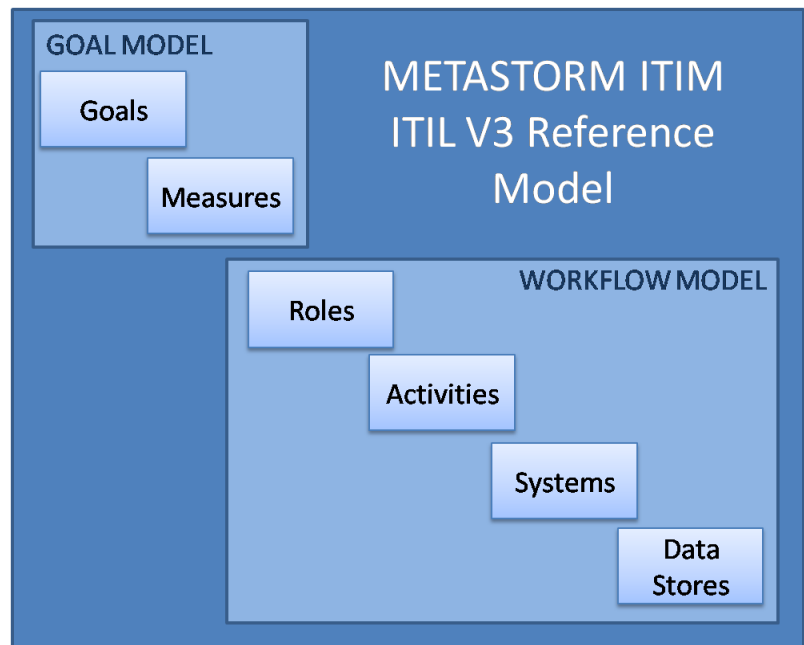 GOAL MODEL
Goals
Measures
METASTORM ITIM
ITIL V3 Reference
Model
WORKFLOW MODEL
Roles
Activities
Systems
Data
Stores